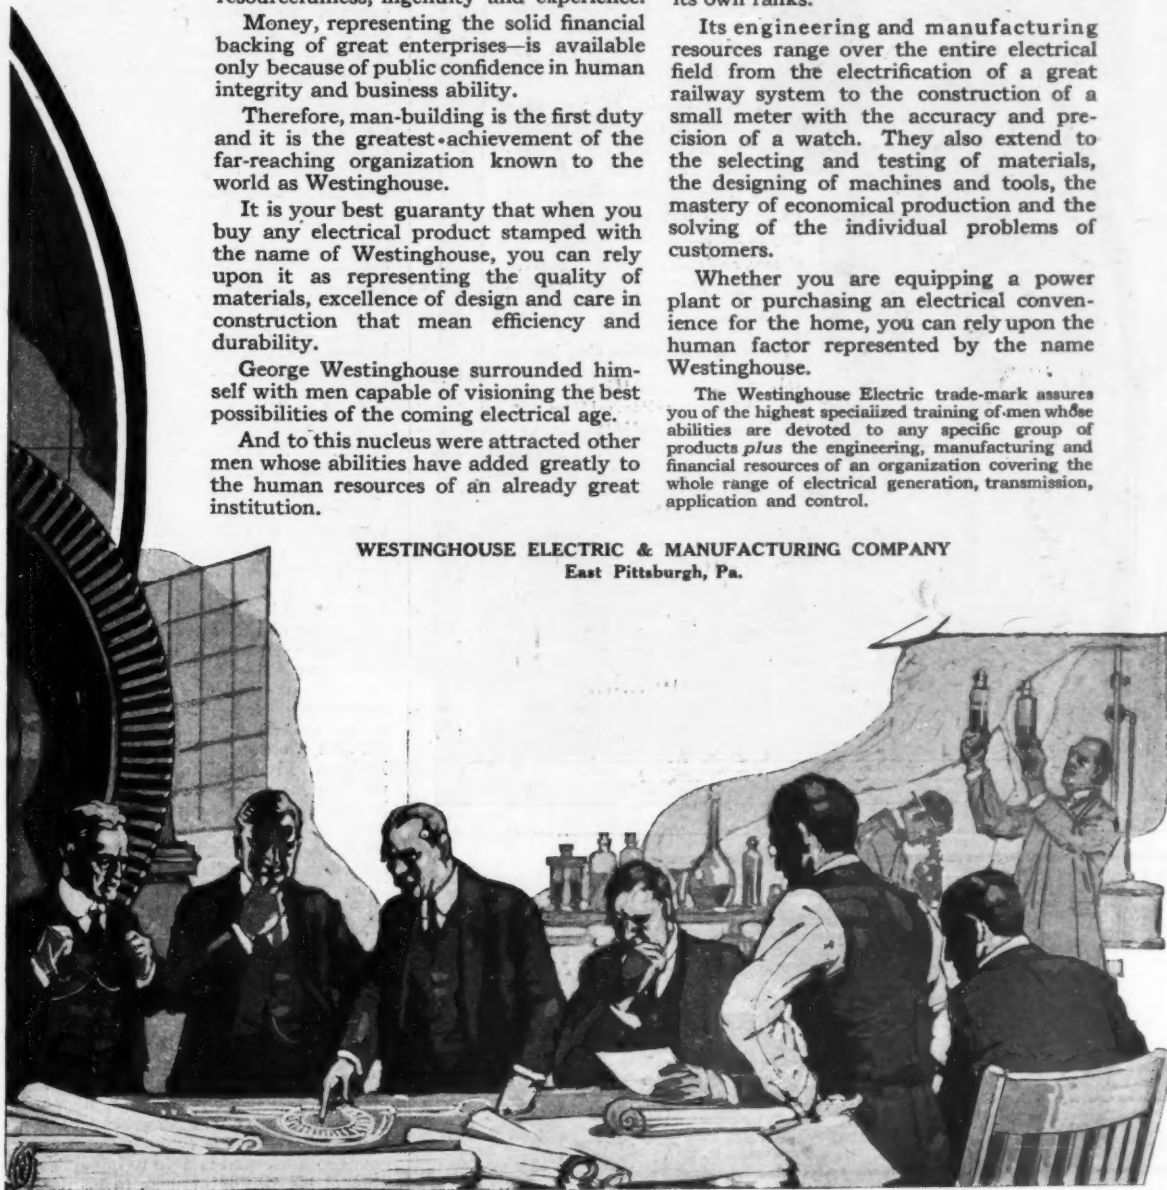 resourcefulness, ingenuity and experience.
Money, representing the solid financial
backing of great enterprises—is available
only because of public confidence in human
integrity and business ability.
Therefore, man-building is the first duty
and it is the greatest achievement of the
far-reaching organization known to the
world as Westinghouse.
It is your best guaranty that when you
buy any electrical product stamped with
the name of Westinghouse, you can rely
upon it as representing the quality of
materials, excellence of design and care in
construction that mean efficiency and
durability.
George Westinghouse surrounded him-
self with men capable of visioning the best
possibilities of the coming electrical age.
And to this nucleus were attracted other
men whose abilities have added greatly to
the human resources of an already great
institution.
its own ranks.
Its engineering and manufacturing
resources range over the entire electrical
field from the electrification of a great
railway system to the construction of a
small meter with the accuracy and pre-
cision of a watch. They also extend to
the selecting and testing of materials,
the designing of machines and tools, the
mastery of economical production and the
solving of the individual problems of
customers.
Whether you are equipping a power
plant or purchasing an electrical conven-
ience for the home, you can rely upon the
human factor represented by the name
Westinghouse.
The Westinghouse Electric trade-mark assures
you of the highest specialized training of men whose
abilities are devoted to any specific group of
products plus the engineering, manufacturing and
financial resources of an organization covering the
whole range of electrical generation, transmission,
application and control.
WESTINGHOUSE ELECTRIC & MANUFACTURING COMPANY
East Pittsburgh, Pa.